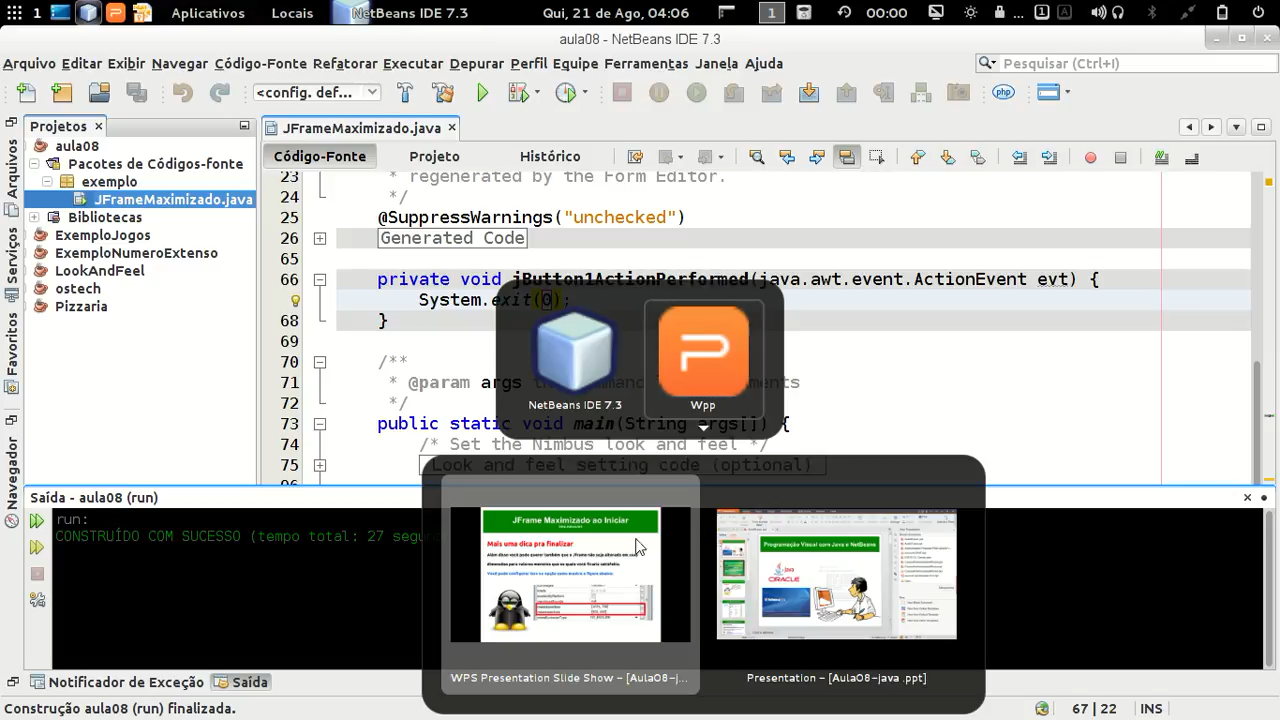 1 Aplicativos Locais NetBeans IDE 7.3 Qui, 21 de Ago, 04:06 1 00:00 ... 1 A
aula08 - NetBeans IDE 7.3
Arquivo Editar Exibir Navegar Código-Fonte Refatorar Executar Depurar Perfil Equipe Ferramentas Janela Ajuda
Pesquisar (Ctrl+I)
<config. def...
php
Projetos
JFrameMaximizado.java
Código-Fonte Projeto Histórico
Arquivos
Serviços
Favoritos
Navegador
aula08
Pacotes de Códigos-fonte
exemplo
JFrameMaximizado.java
Bibliotecas
ExemploJogos
ExemploNumeroExtenso
LookAndFeel
ostech
Pizzaria
23 * regenerated by the Form Editor.
24 */
25 @SuppressWarnings("unchecked")
26 Generated Code
65
66 private void jButton1ActionPerformed(java.awt.event.ActionEvent evt) {
System.exit(0);
68 }
69
70 /**
71 * @param args the command line arguments
72 */
73 public static void main(String args[]) {
74 /* Set the Nimbus look and feel */
75 Look and feel setting code (optional)
NetBeans IDE 7.3
Wpp
Saída - aula08 (run)
run:
CONSTRUÍDO COM SUCESSO (tempo total: 27
JFrame Maximizado ao Iniciar
Mais uma dica pra finalizar
Programação Visual com Java e NetBeans
Java
ORACLE
WPS Presentation Slide Show - [Aula08-j...
Presentation - [Aula08-java .ppt]
Notificador de Exceção Saída
Construção aula08 (run) finalizada.
67 | 22 INS